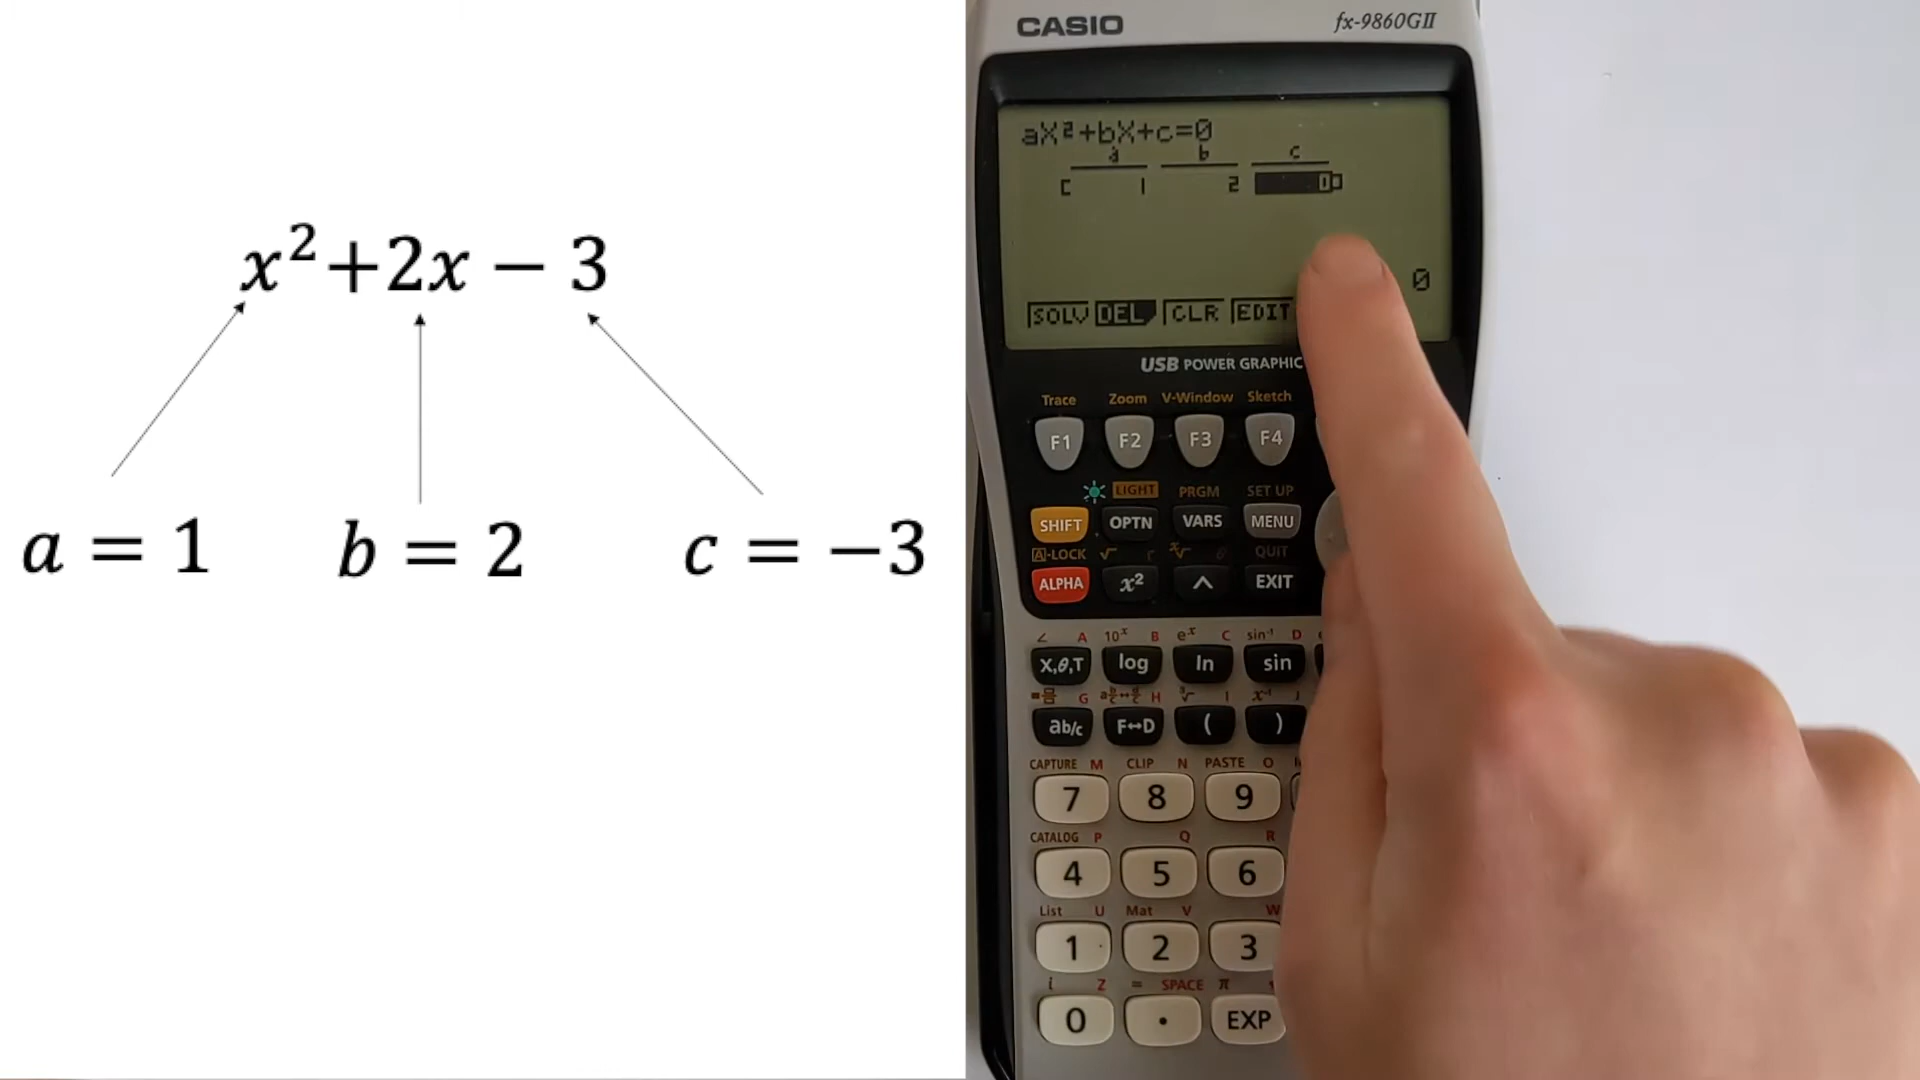 x²+2x − 3
a = 1 b = 2 c = −3
CASIO fx-9860GII
aX²+bX+c=0
a b c
[ 1 2 0]
0
SOLV DEL CLR EDIT
USB POWER GRAPHIC
Trace Zoom V-Window Sketch
F1 F2 F3 F4
LIGHT PRGM SET UP
SHIFT OPTN VARS MENU
A-LOCK √ r ˣ√ θ QUIT
ALPHA x² ^ EXIT
∠ A 10ˣ B eˣ C sin⁻¹ D
X,θ,T log ln sin
G H ³√ I x⁻¹ J
ab/c F↔D ( )
CAPTURE M CLIP N PASTE O
7 8 9
CATALOG P Q R
4 5 6
List U Mat V W
1 2 3
i Z = SPACE π
0 • EXP